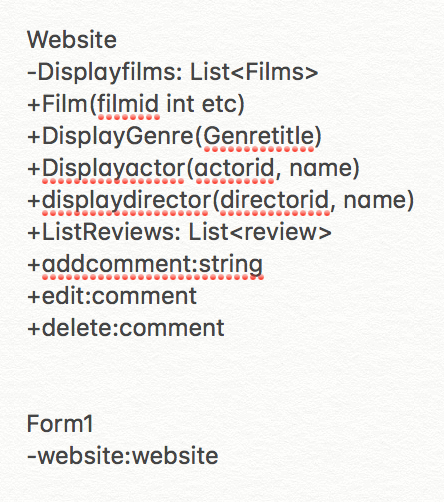 Website
-Displayfilms: List<Films>
+Film(filmid int etc)
+DisplayGenre(Genretitle)
+Displayactor(actorid, name)
+displaydirector(directorid, name)
+ListReviews: List<review>
+addcomment:string
+edit:comment
+delete:comment
Form1
-website:website